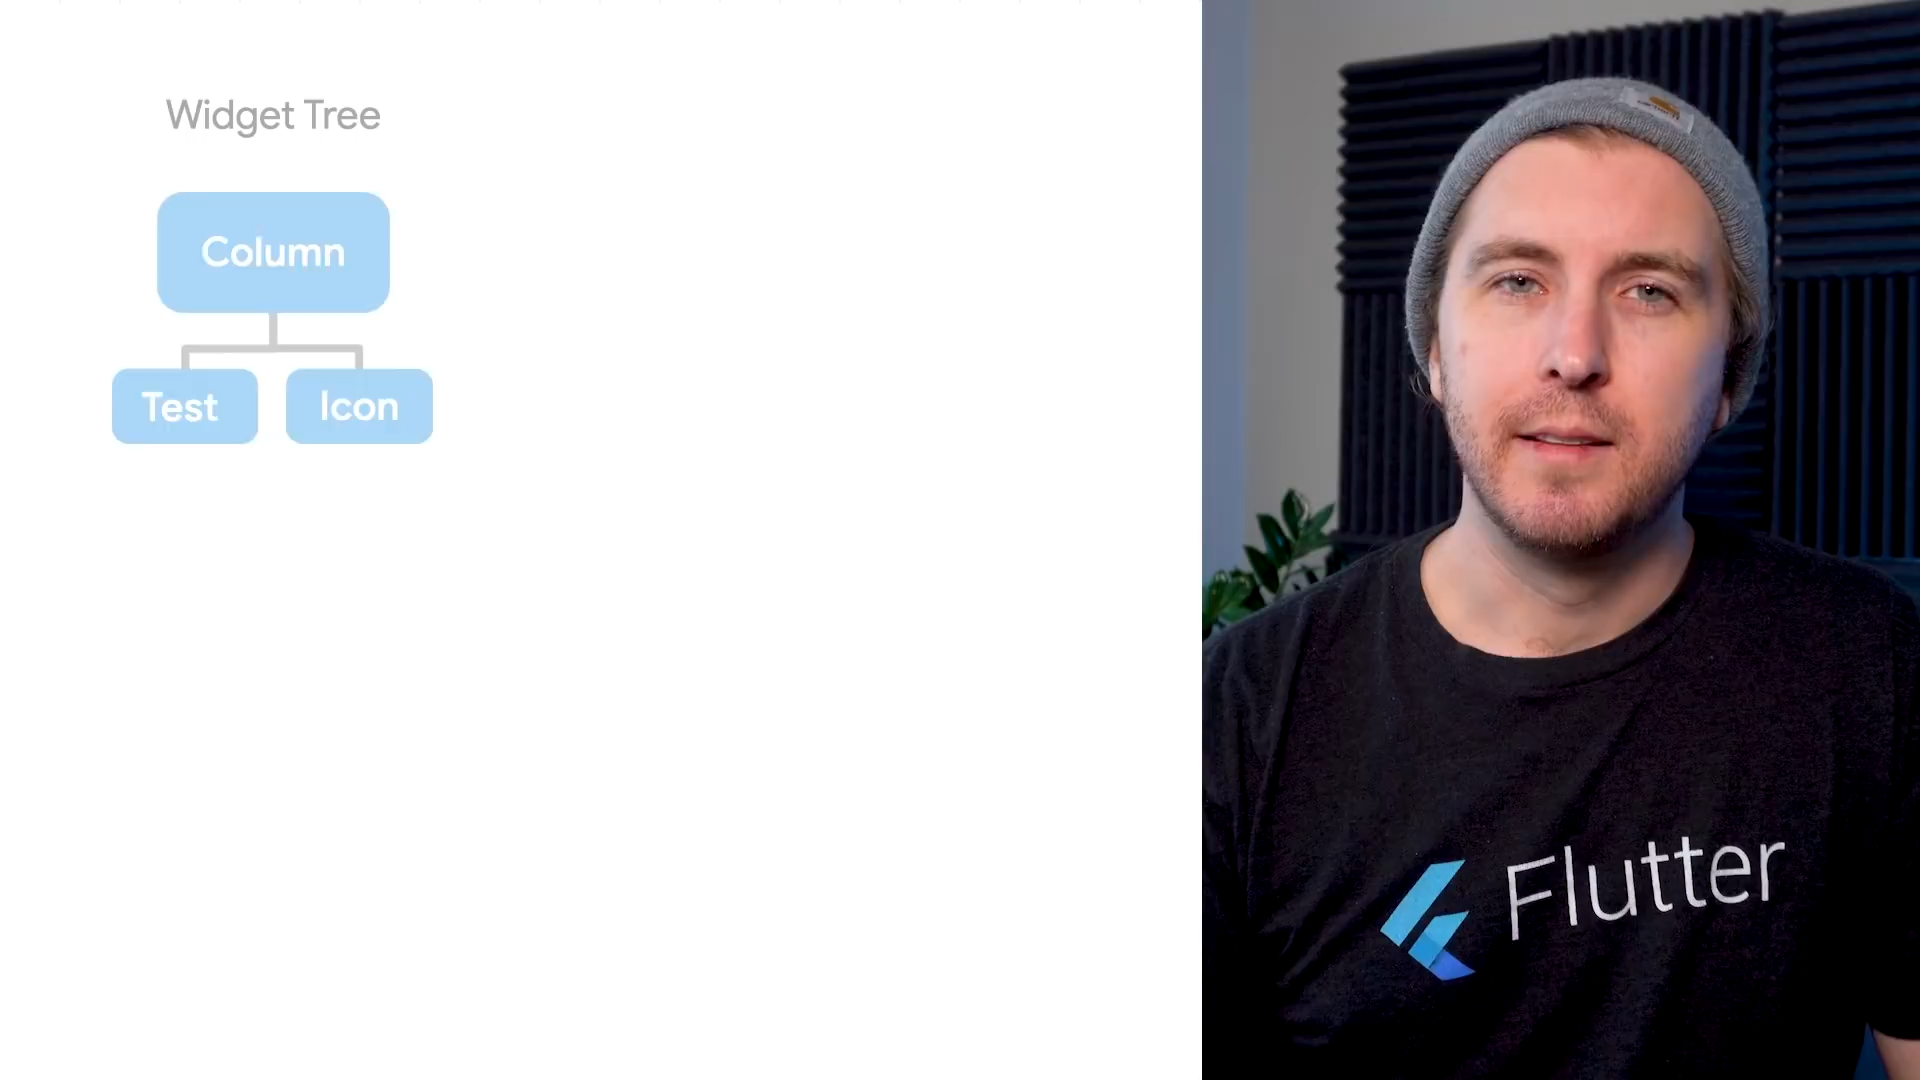 Widget Tree
Column
Test
Icon
Flutter